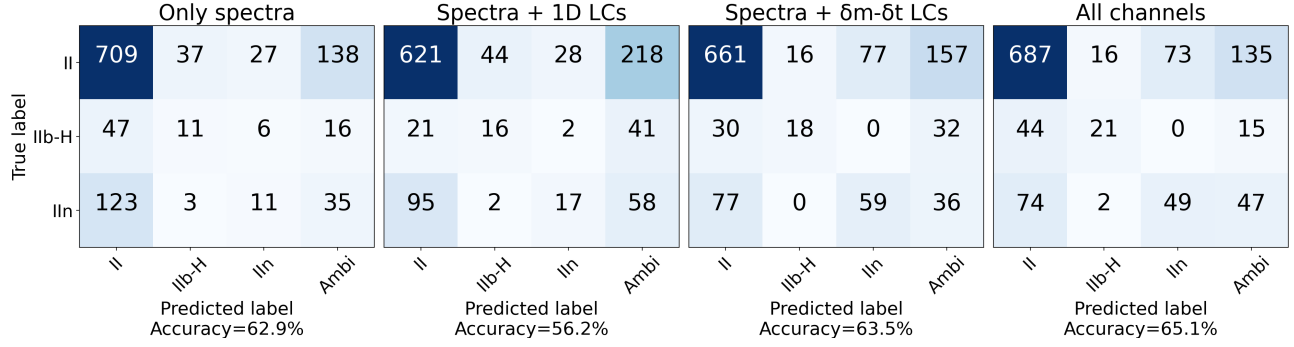 Only spectra Spectra + 1D LCs Spectra + δm-δt LCs All channels
True label
II 709 37 27 138 621 44 28 218 661 16 77 157 687 16 73 135
IIb-H 47 11 6 16 21 16 2 41 30 18 0 32 44 21 0 15
IIn 123 3 11 35 95 2 17 58 77 0 59 36 74 2 49 47
II IIb-H IIn Ambi II IIb-H IIn Ambi II IIb-H IIn Ambi II IIb-H IIn Ambi
Predicted label Predicted label Predicted label Predicted label
Accuracy=62.9% Accuracy=56.2% Accuracy=63.5% Accuracy=65.1%